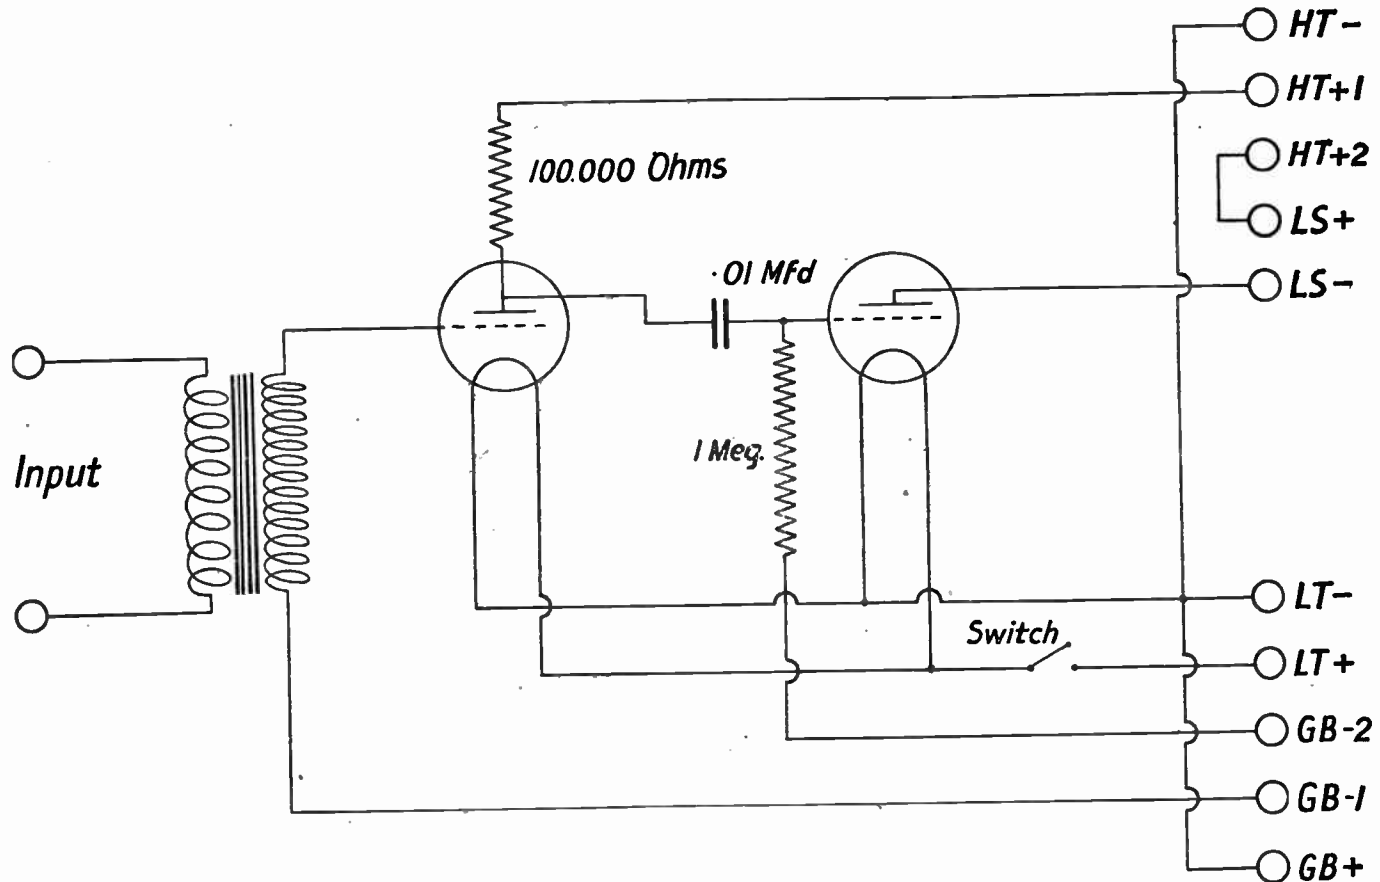 HT-
HT+1
100.000 Ohms
HT+2
LS+
.01 Mfd
LS-
1 Meg.
Input
LT-
Switch
LT+
GB-2
GB-1
GB+